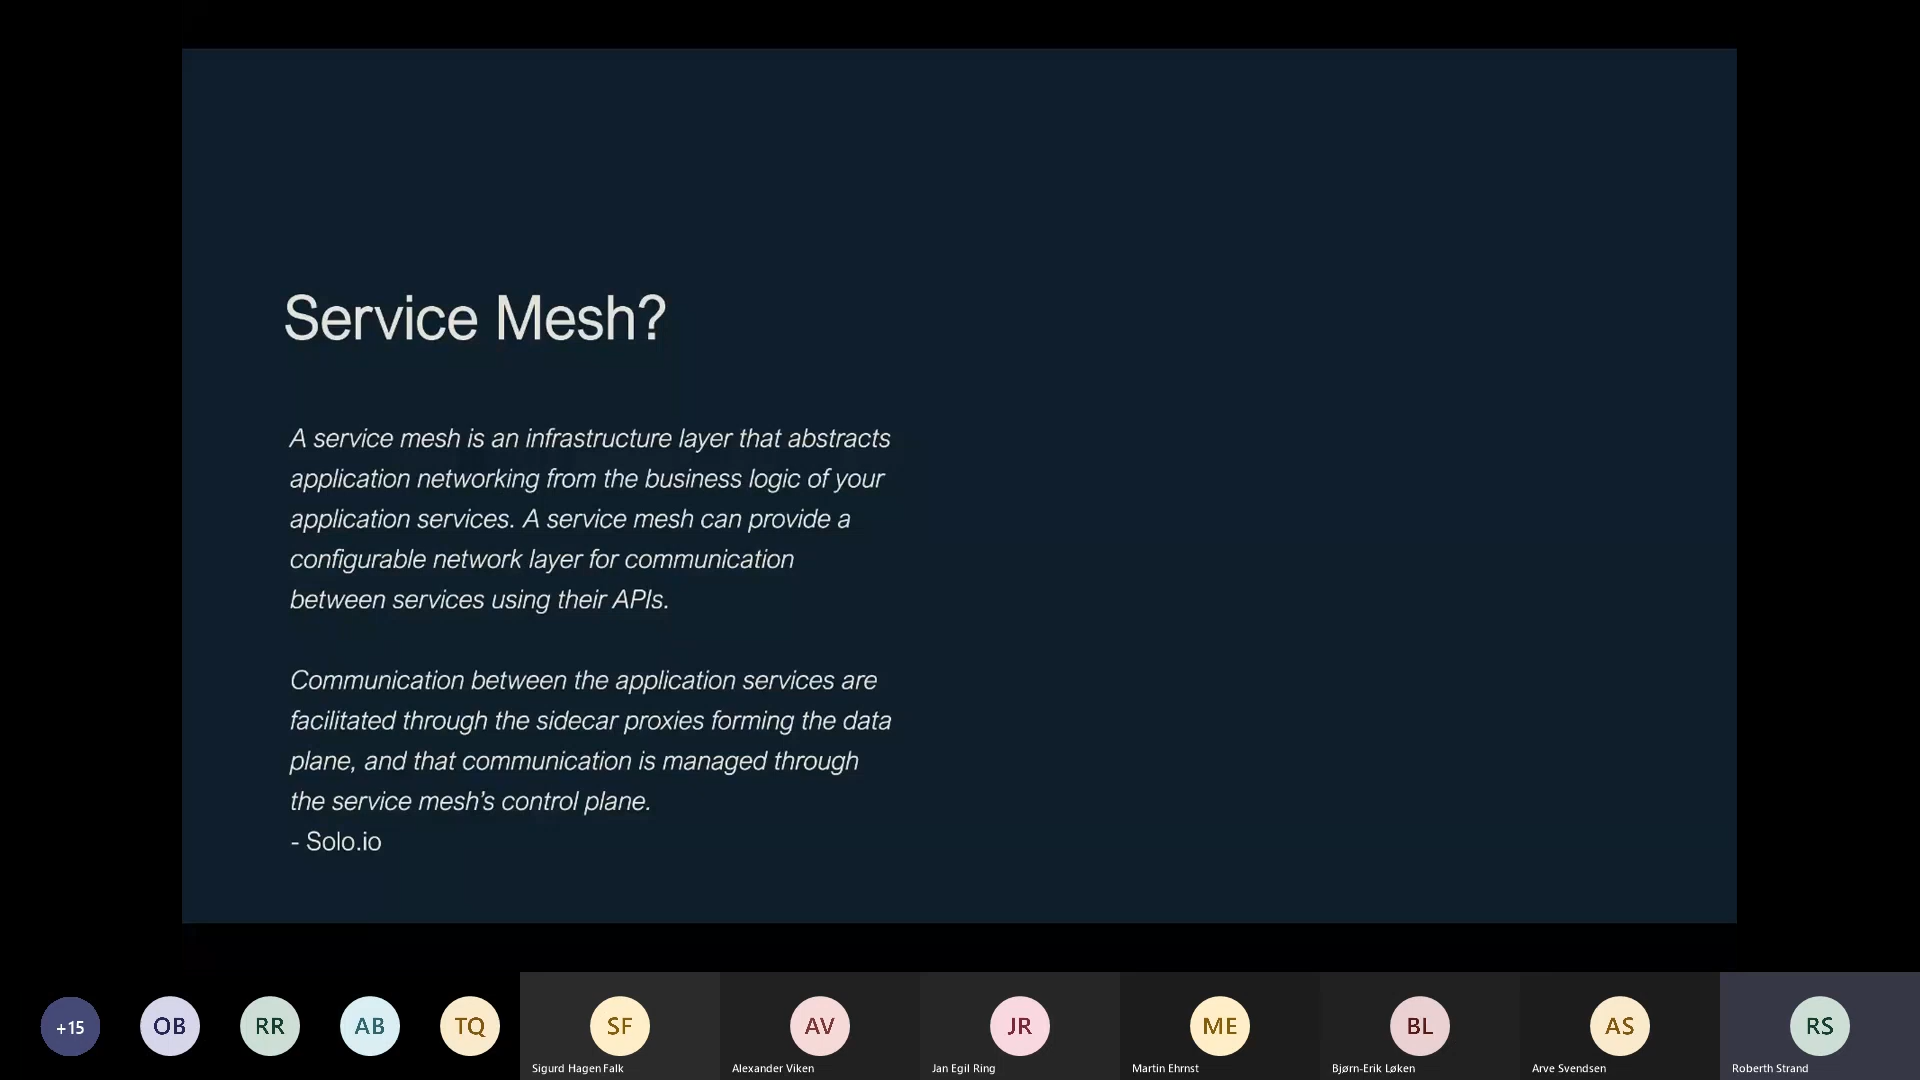 Service Mesh?
A service mesh is an infrastructure layer that abstracts
application networking from the business logic of your
application services. A service mesh can provide a
configurable network layer for communication
between services using their APIs.
Communication between the application services are
facilitated through the sidecar proxies forming the data
plane, and that communication is managed through
the service mesh’s control plane.
- Solo.io
+15
OB
RR
AB
TQ
SF
AV
JR
ME
BL
AS
RS
Sigurd Hagen Falk
Alexander Viken
Jan Egil Ring
Martin Ehrnst
Bjørn-Erik Løken
Arve Svendsen
Roberth Strand